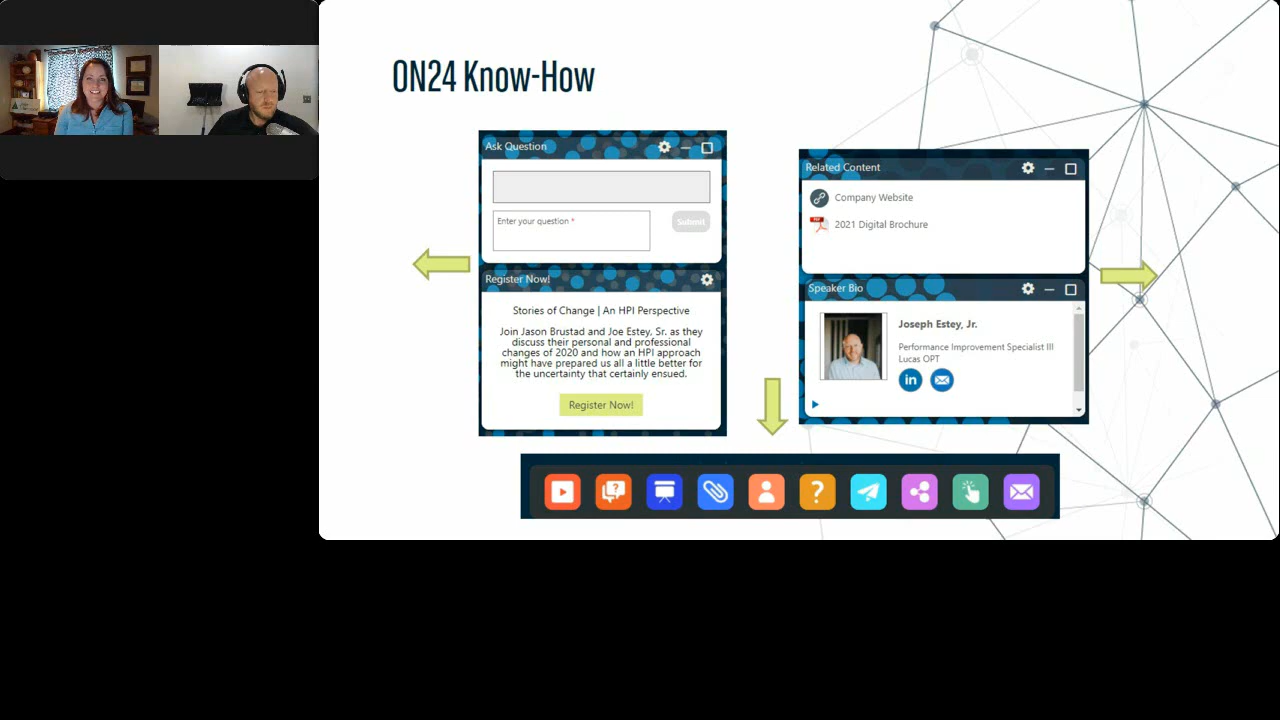 ON24 Know-How
Ask Question
Enter your question *
Submit
Register Now!
Stories of Change | An HPI Perspective
Join Jason Brustad and Joe Estey, Sr. as they
discuss their personal and professional
changes of 2020 and how an HPI approach
might have prepared us all a little better for
the uncertainty that certainly ensued.
Register Now!
Related Content
Company Website
PDF
2021 Digital Brochure
Speaker Bio
Joseph Estey, Jr.
Performance Improvement Specialist III
Lucas OPT
in
?
?